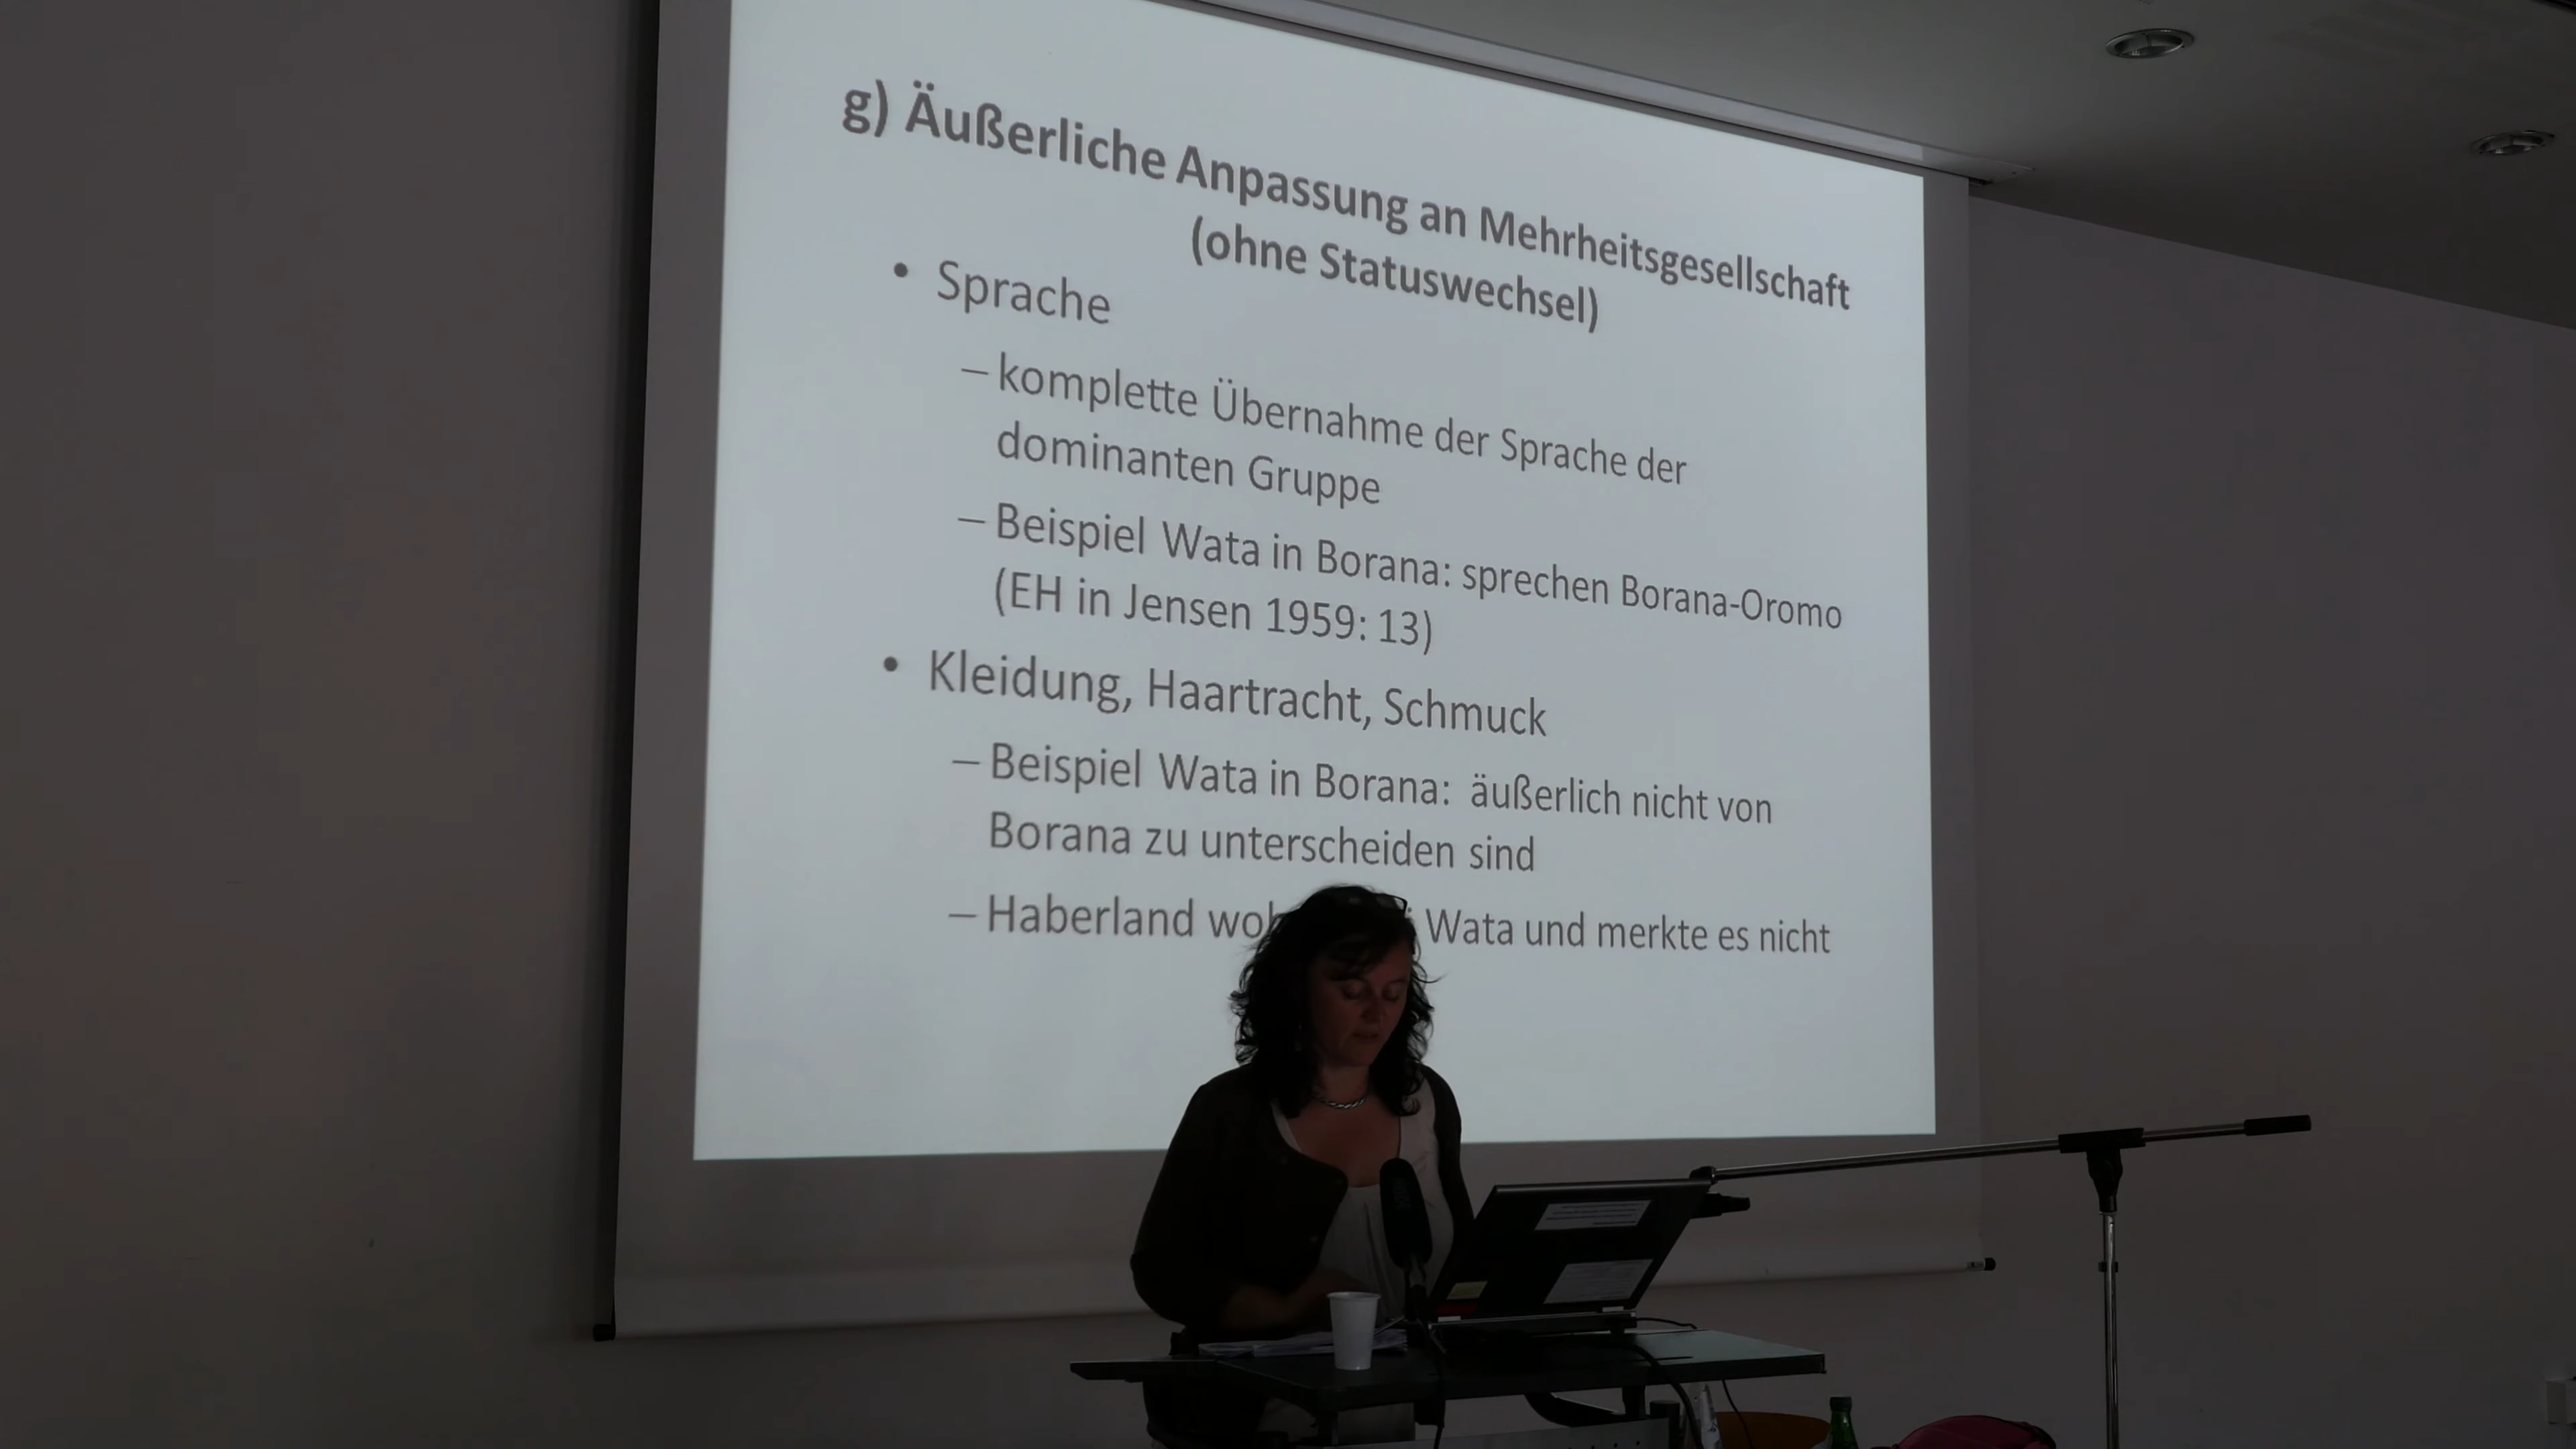 g) Äußerliche Anpassung an Mehrheitsgesellschaft
(ohne Statuswechsel)
• Sprache
– komplette Übernahme der Sprache der
dominanten Gruppe
– Beispiel Wata in Borana: sprechen Borana-Oromo
(EH in Jensen 1959: 13)
• Kleidung, Haartracht, Schmuck
– Beispiel Wata in Borana: äußerlich nicht von
Borana zu unterscheiden sind
– Haberland Wata und merkte es nicht